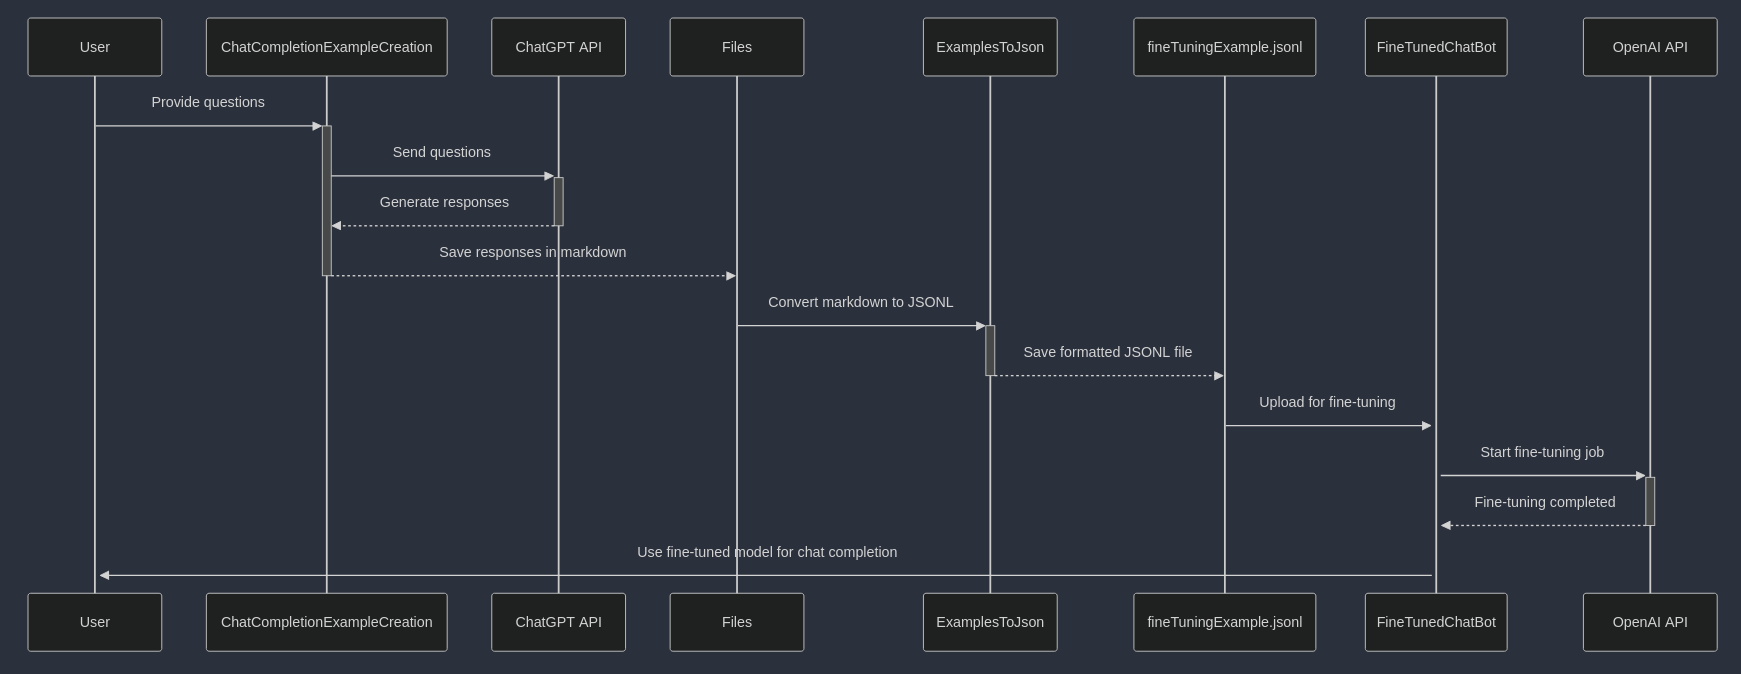 User
ChatCompletionExampleCreation
ChatGPT API
Files
ExamplesToJson
fineTuningExample.jsonl
FineTunedChatBot
OpenAI API
Provide questions
Send questions
Generate responses
Save responses in markdown
Convert markdown to JSONL
Save formatted JSONL file
Upload for fine-tuning
Start fine-tuning job
Fine-tuning completed
Use fine-tuned model for chat completion
User
ChatCompletionExampleCreation
ChatGPT API
Files
ExamplesToJson
fineTuningExample.jsonl
FineTunedChatBot
OpenAI API